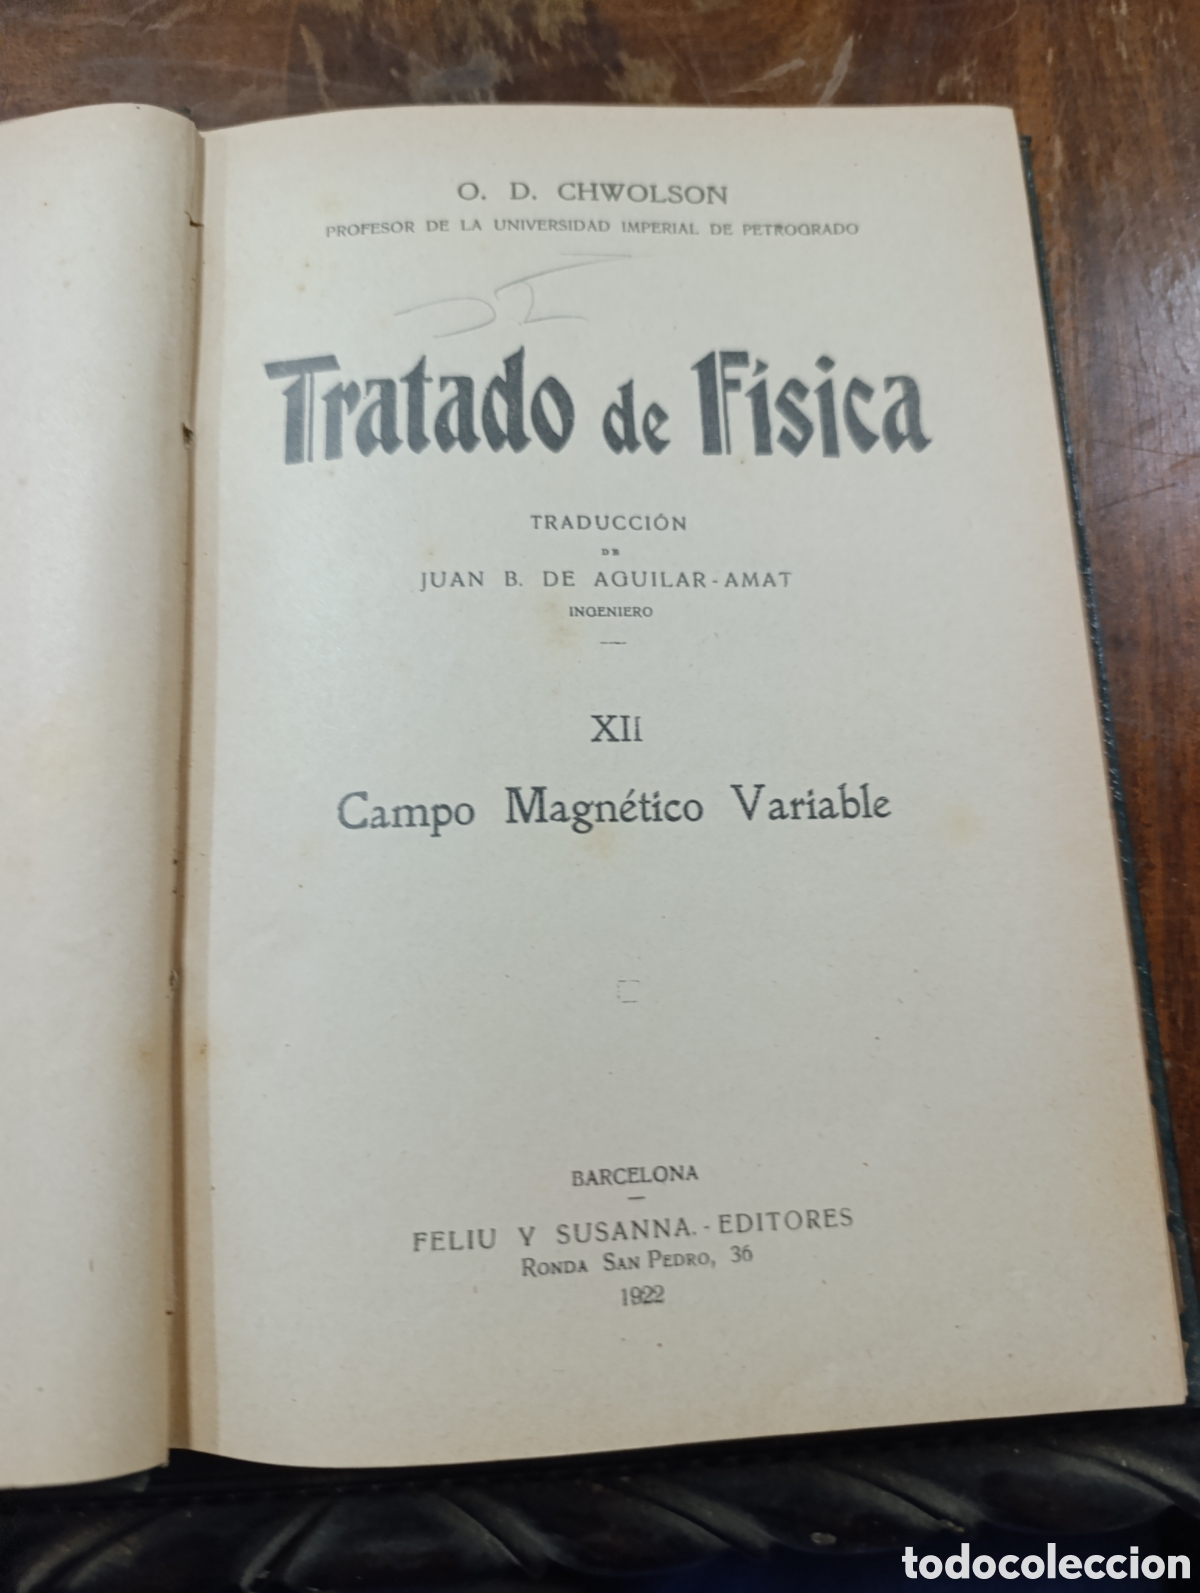 O. D. CHWOLSON
PROFESOR DE LA UNIVERSIDAD IMPERIAL DE PETROGRADO
Tratado de Física
TRADUCCIÓN
DE
JUAN B. DE AGUILAR-AMAT
INGENIERO
XII
Campo Magnético Variable
BARCELONA
FELIU Y SUSANNA.-EDITORES
RONDA SAN PEDRO, 36
1922
todocoleccion